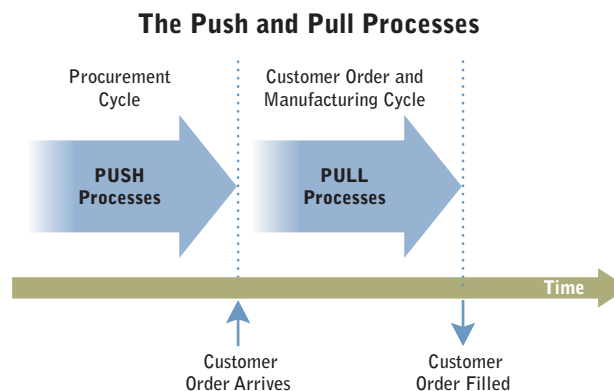 The Push and Pull Processes
Procurement
Cycle
Customer Order and
Manufacturing Cycle
PUSH
Processes
PULL
Processes
Time
Customer
Order Arrives
Customer
Order Filled